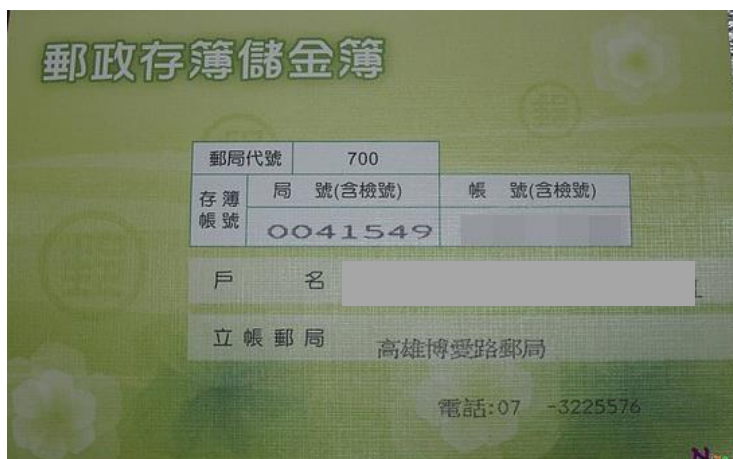 郵政存簿儲金簿
郵局代號 700
存簿帳號 局 號(含檢號) 帳 號(含檢號)
0041549
戶 名
立帳郵局 高雄博愛路郵局
電話:07 -3225576